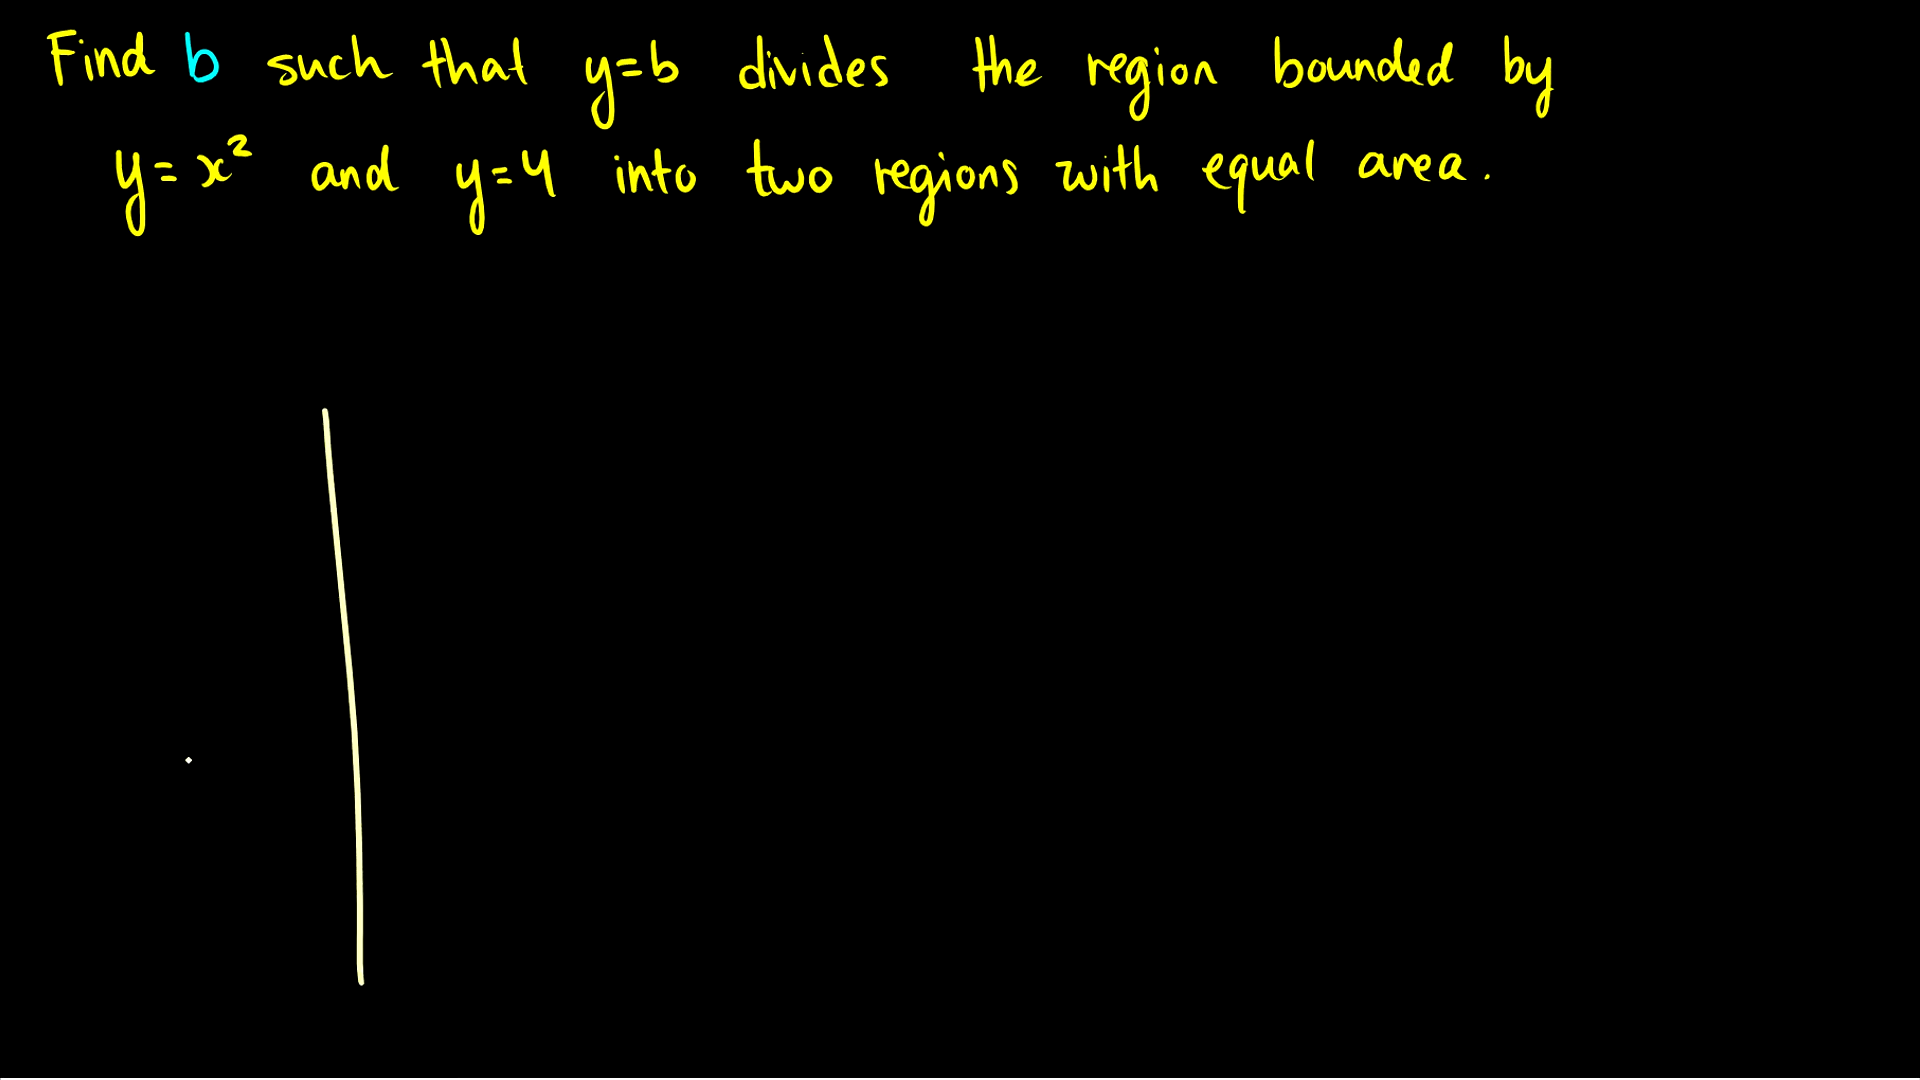 Find b such that y=b divides the region bounded by
y=x² and y=4 into two regions with equal area.